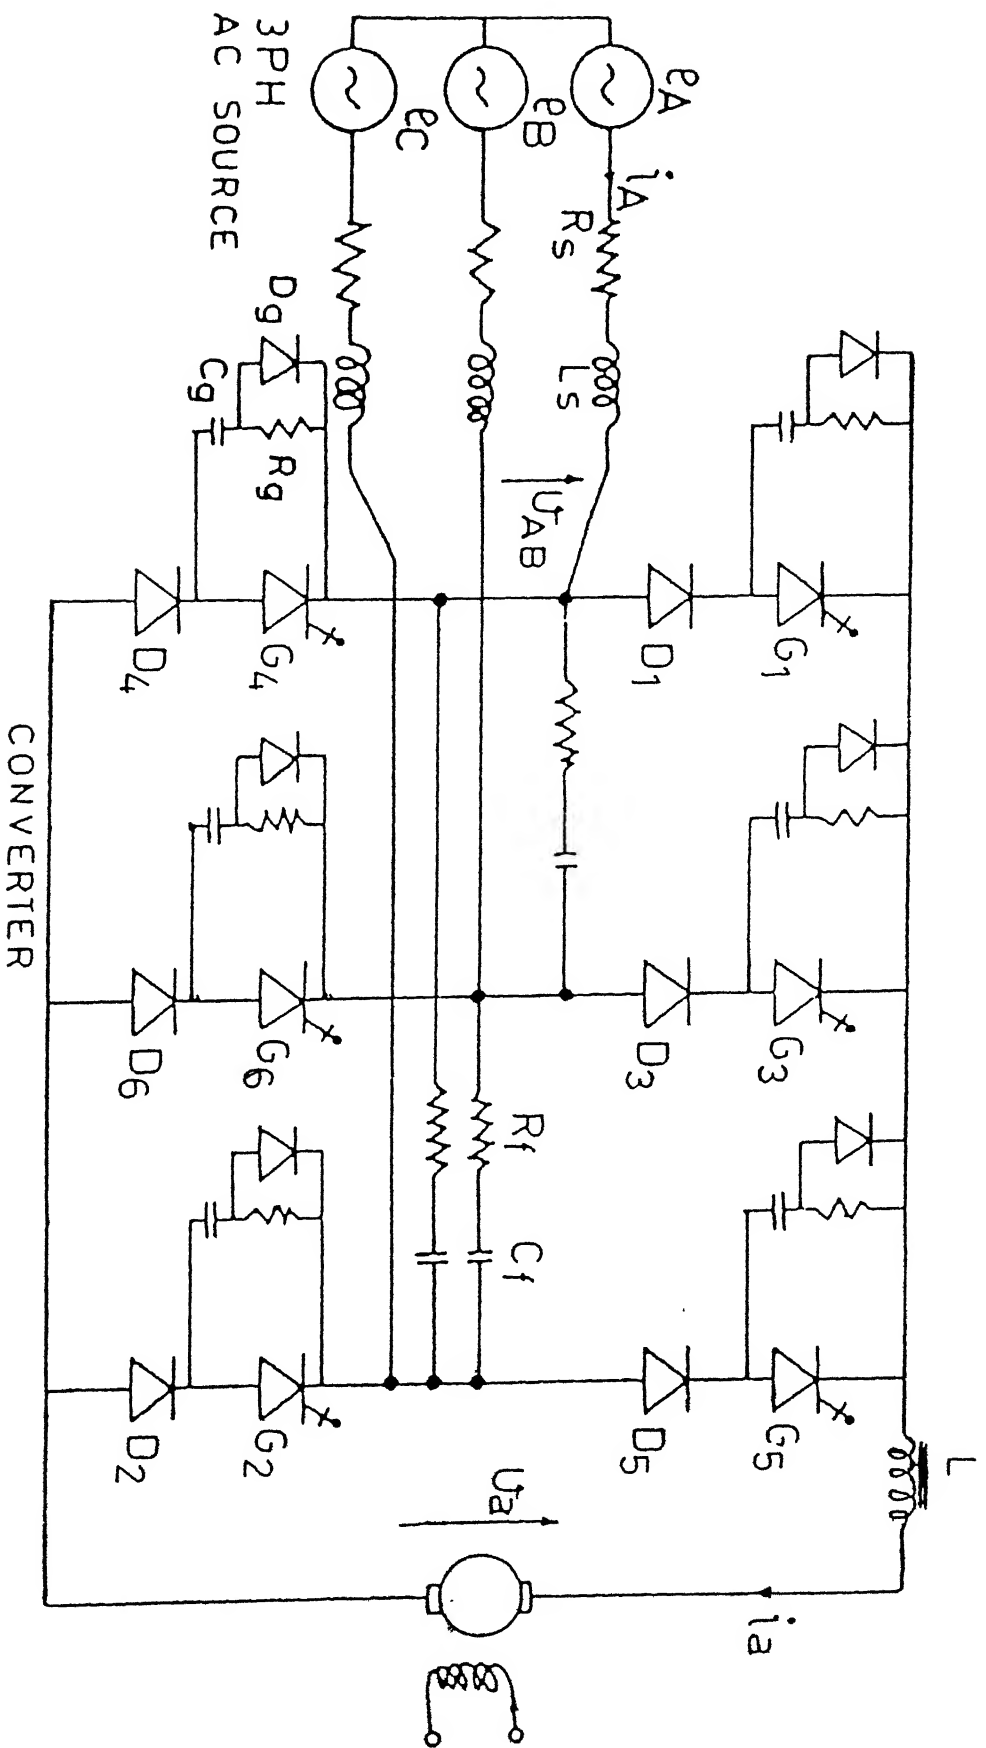 eA
iA
Rs
Ls
eB
eC
3PH
AC SOURCE
UAB
Dg
Cg
Rg
G1
D1
G3
D3
G5
D5
G4
D4
G6
D6
G2
D2
Rf
Cf
L
Ua
ia
CONVERTER